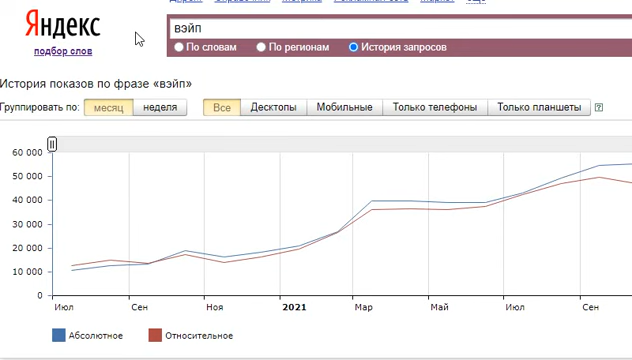 Яндекс
подбор слов
вэйп
По словам
По регионам
История запросов
История показов по фразе «вэйп»
Группировать по:
месяц
неделя
Все
Десктопы
Мобильные
Только телефоны
Только планшеты
?
60 000
50 000
40 000
30 000
20 000
10 000
0
Июл
Сен
Ноя
2021
Мар
Май
Июл
Сен
Абсолютное
Относительное